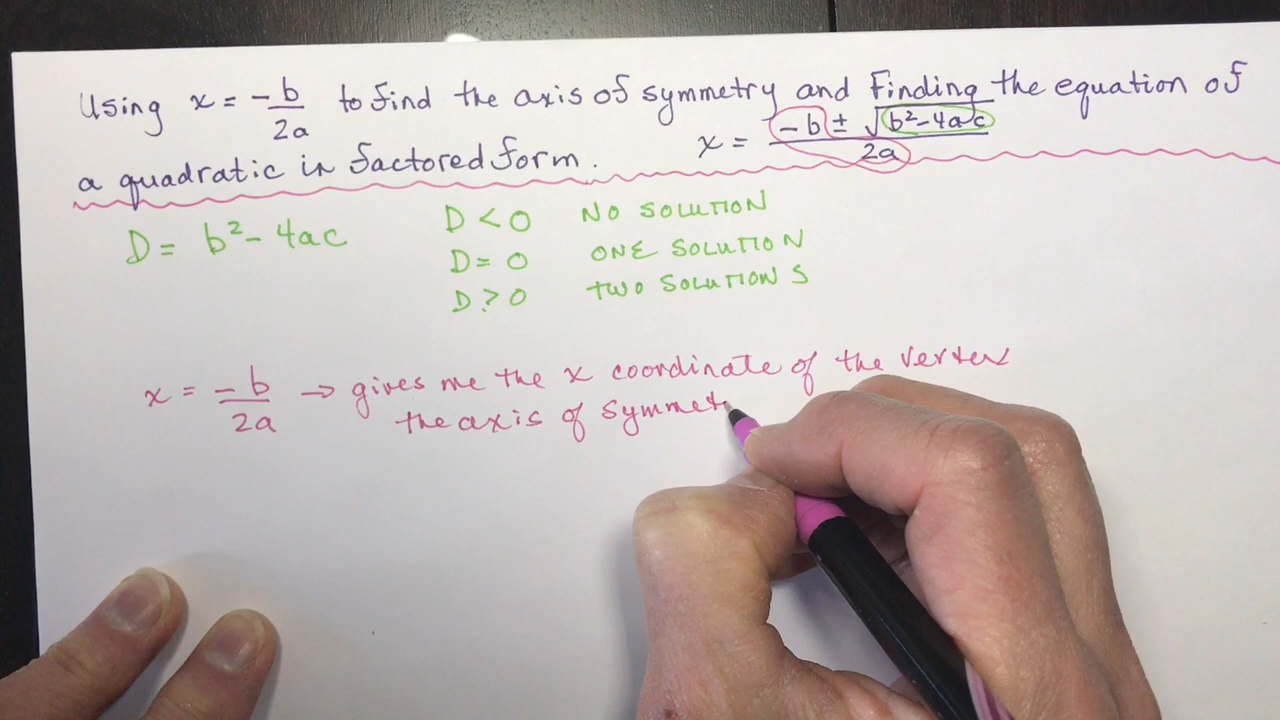 Using x = -b/2a to find the axis of symmetry and Finding the equation of
a quadratic in factored form. x = -b ± √b²-4ac / 2a
D = b²-4ac D < 0 NO SOLUTION
D = 0 ONE SOLUTION
D > 0 TWO SOLUTIONS
x = -b/2a → gives me the x coordinate of the vertex
the axis of symmet